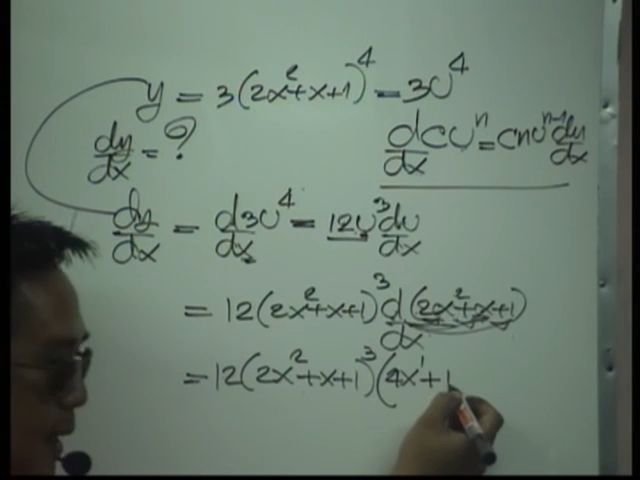 y = 3(2x²+x+1)⁴ = 3u⁴
dy/dx = ?
d/dx cuⁿ = cnuⁿ⁻¹ du/dx
dy/dx = d3u⁴/dx = 12u³ du/dx
= 12(2x²+x+1)³ d/dx (2x²+x+1)
= 12(2x²+x+1)³(4x¹+1